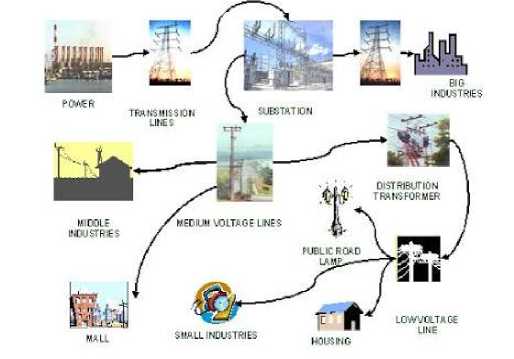 POWER
TRANSMISSION
LINES
SUBSTATION
BIG
INDUSTRIES
MIDDLE
INDUSTRIES
MEDIUM VOLTAGE LINES
DISTRIBUTION
TRANSFORMER
PUBLIC ROAD
LAMP
MALL
SMALL INDUSTRIES
HOUSING
LOW VOLTAGE
LINE